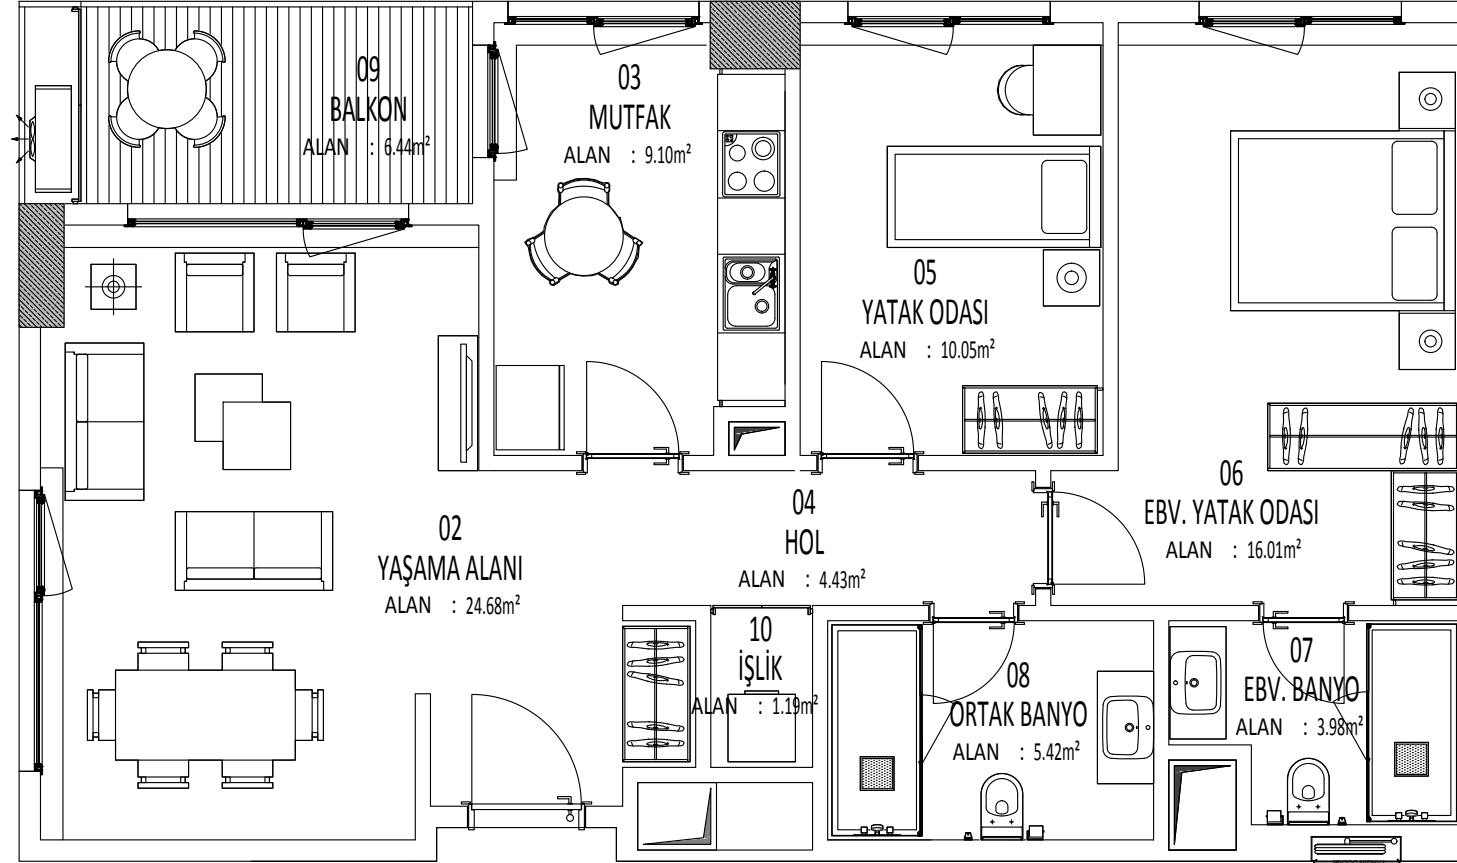 09
BALKON
ALAN : 6.44m²
03
MUTFAK
ALAN : 9.10m²
05
YATAK ODASI
ALAN : 10.05m²
06
EBV. YATAK ODASI
ALAN : 16.01m²
04
HOL
ALAN : 4.43m²
02
YAŞAMA ALANI
ALAN : 24.68m²
10
İŞLİK
ALAN : 1.19m²
08
ORTAK BANYO
ALAN : 5.42m²
07
EBV. BANYO
ALAN : 3.98m²